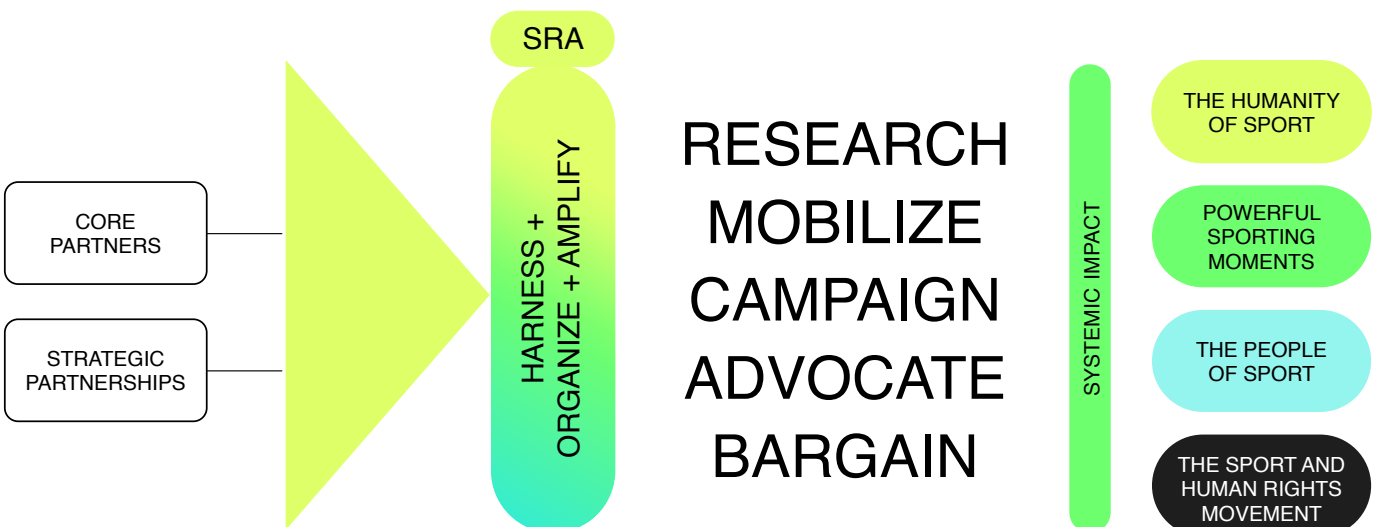 SRA
CORE
PARTNERS
STRATEGIC
PARTNERSHIPS
HARNESS +
ORGANIZE + AMPLIFY
RESEARCH
MOBILIZE
CAMPAIGN
ADVOCATE
BARGAIN
SYSTEMIC IMPACT
THE HUMANITY
OF SPORT
POWERFUL
SPORTING
MOMENTS
THE PEOPLE
OF SPORT
THE SPORT AND
HUMAN RIGHTS
MOVEMENT